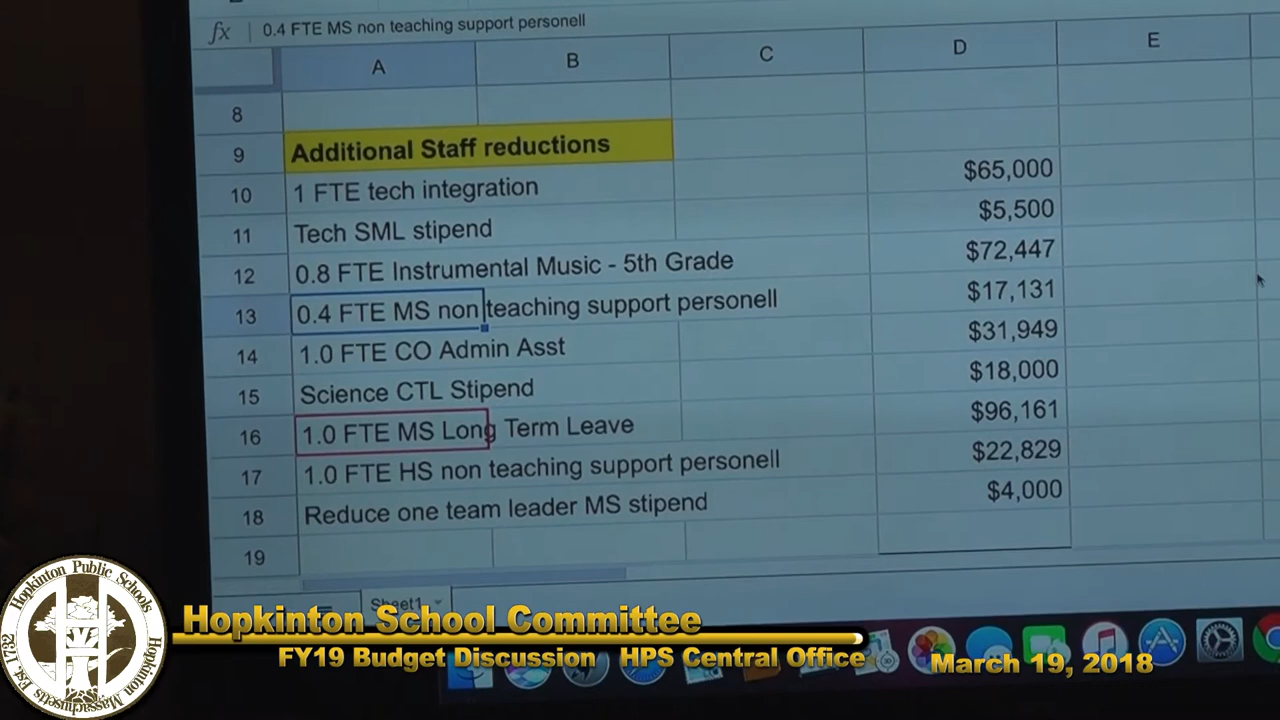 fx 0.4 FTE MS non teaching support personell
A B C D E
8
9 Additional Staff reductions
10 1 FTE tech integration $65,000
11 Tech SML stipend $5,500
12 0.8 FTE Instrumental Music - 5th Grade $72,447
13 0.4 FTE MS non teaching support personell $17,131
14 1.0 FTE CO Admin Asst $31,949
15 Science CTL Stipend $18,000
16 1.0 FTE MS Long Term Leave $96,161
17 1.0 FTE HS non teaching support personell $22,829
18 Reduce one team leader MS stipend $4,000
19
Sheet1
Hopkinton Public Schools
Hopkinton Massachusetts Est. 1732
Hopkinton School Committee
FY19 Budget Discussion HPS Central Office March 19, 2018